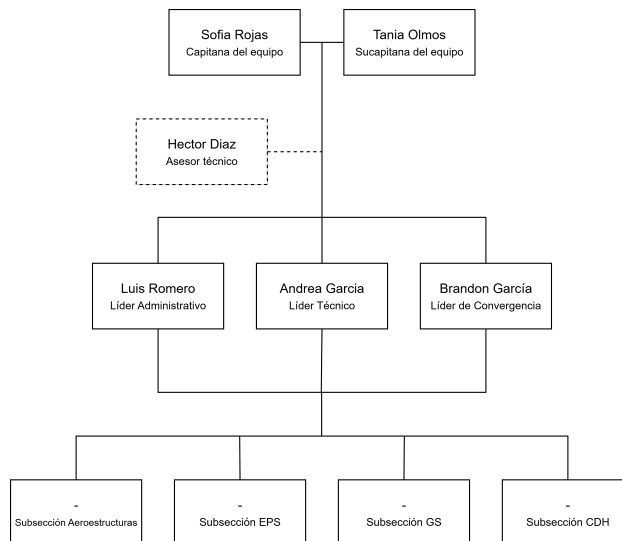 Sofia Rojas
Capitana del equipo
Tania Olmos
Sucapitana del equipo
Hector Diaz
Asesor técnico
Luis Romero
Líder Administrativo
Andrea Garcia
Líder Técnico
Brandon García
Líder de Convergencia
-
Subsección Aeroestructuras
-
Subsección EPS
-
Subsección GS
-
Subsección CDH